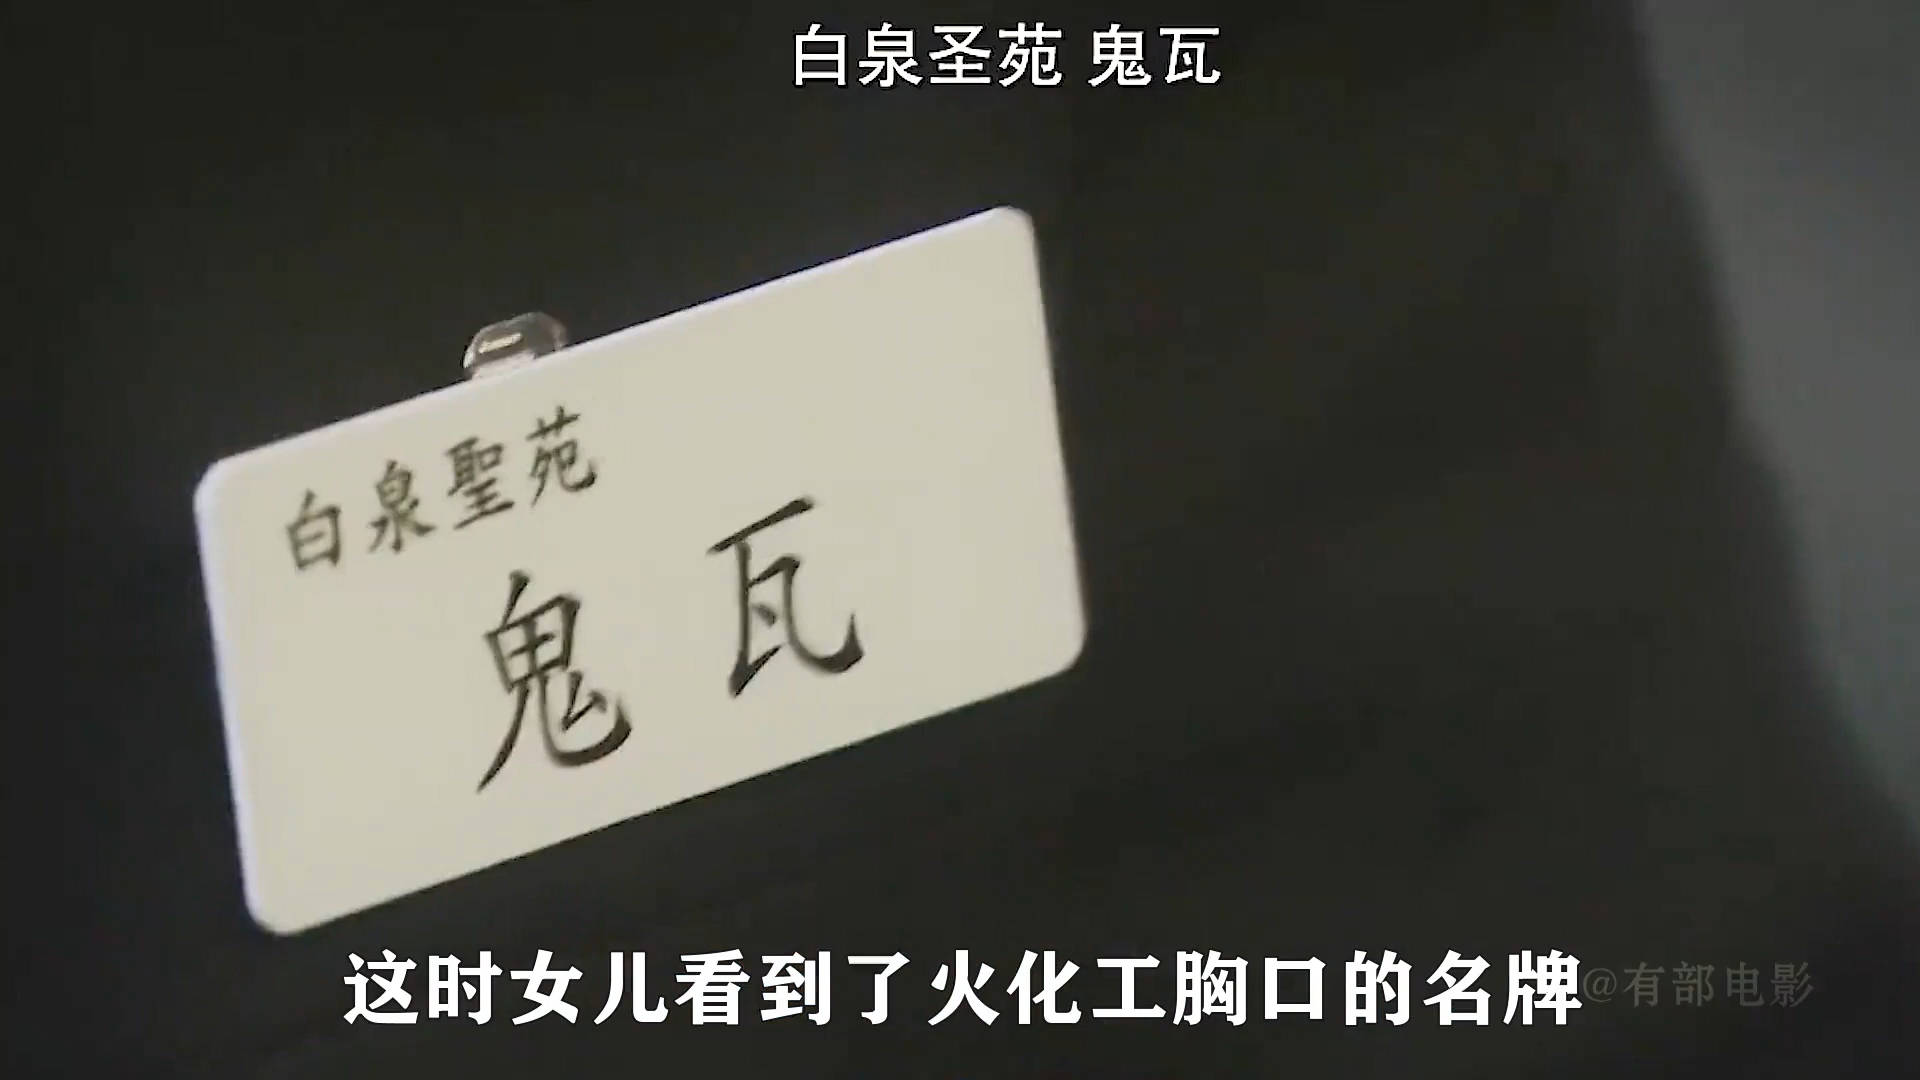 白泉圣苑 鬼瓦
白泉聖苑
鬼瓦
这时女儿看到了火化工胸口的名牌
@有部电影